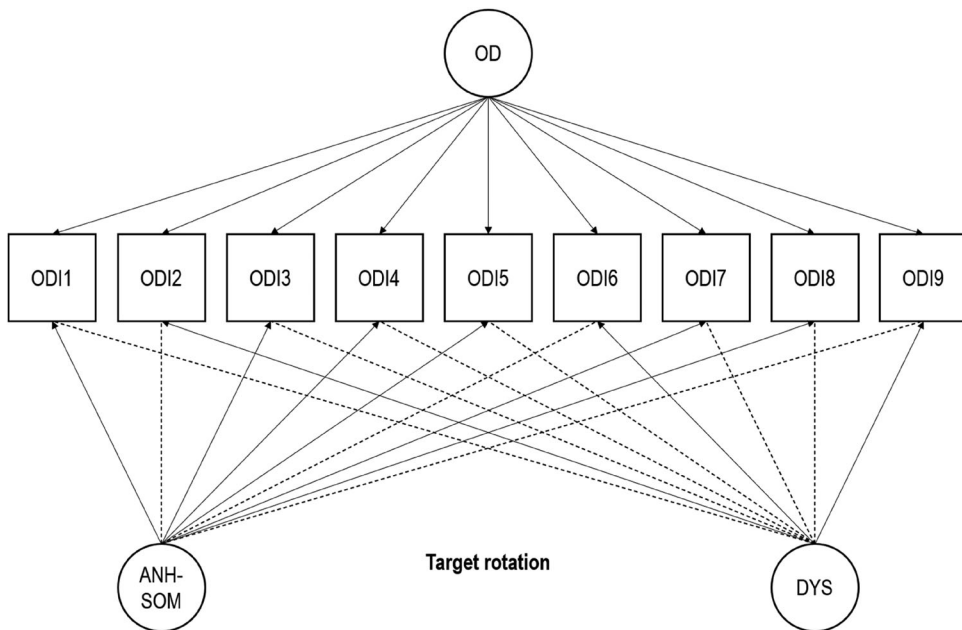 OD
ODI1 ODI2 ODI3 ODI4 ODI5 ODI6 ODI7 ODI8 ODI9
ANH-
SOM
Target rotation
DYS